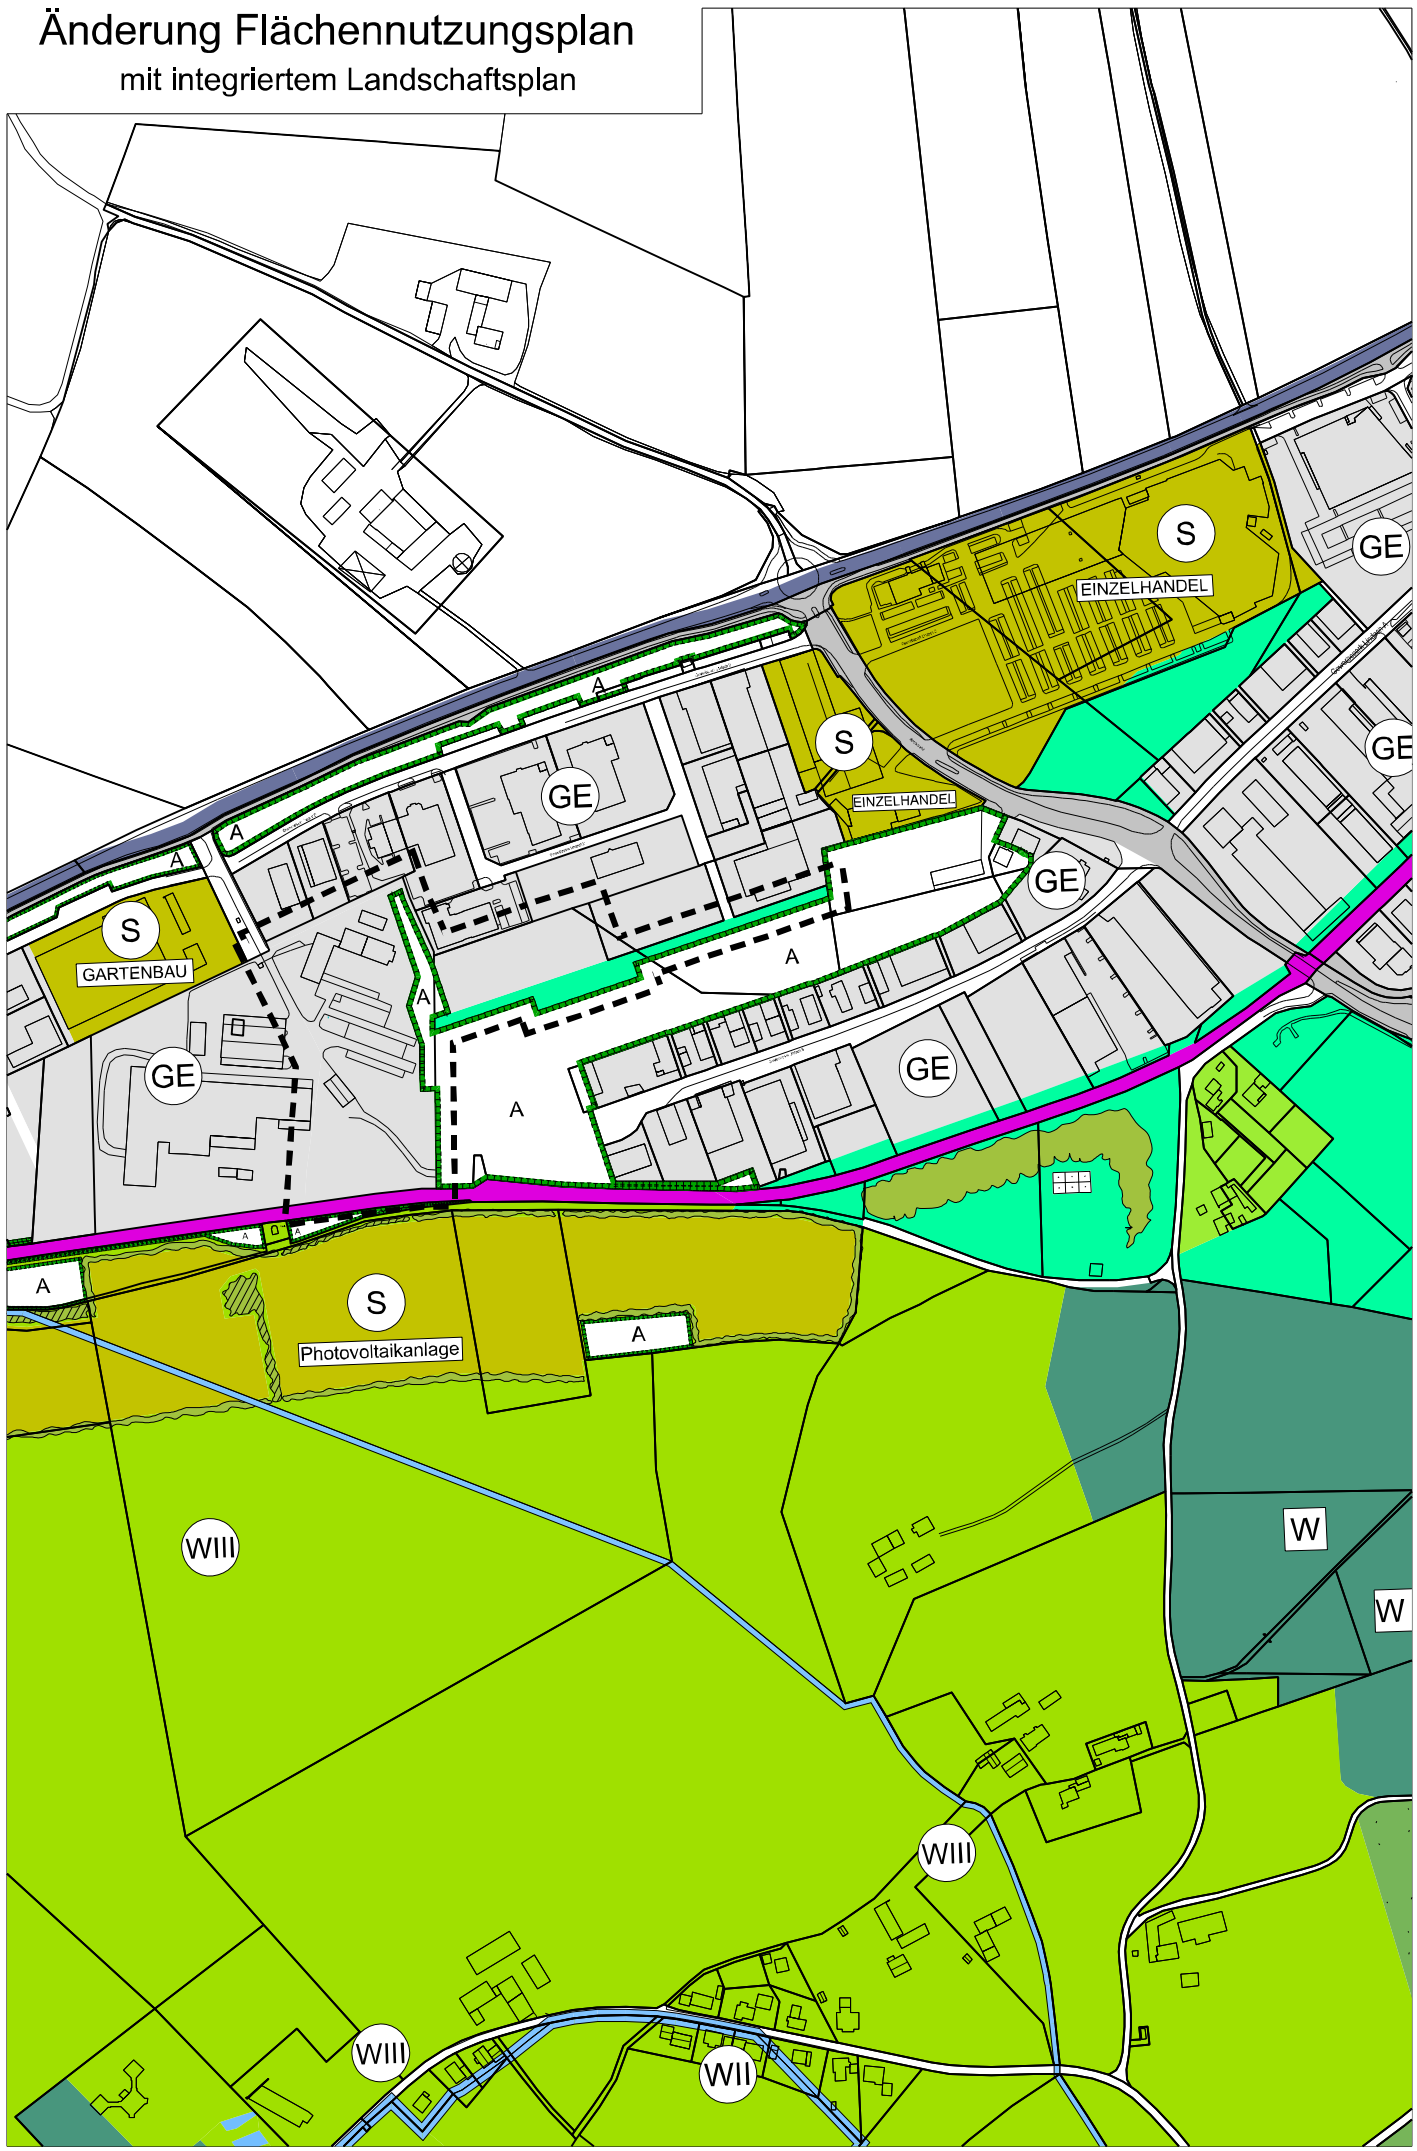 Änderung Flächennutzungsplan
mit integriertem Landschaftsplan
S
EINZELHANDEL
GE
A
S
EINZELHANDEL
GE
GE
A
A
S
GARTENBAU
GE
A
A
GE
GE
A
A
A
A
S
Photovoltaikanlage
A
WIII
W
W
WIII
WIII
WII